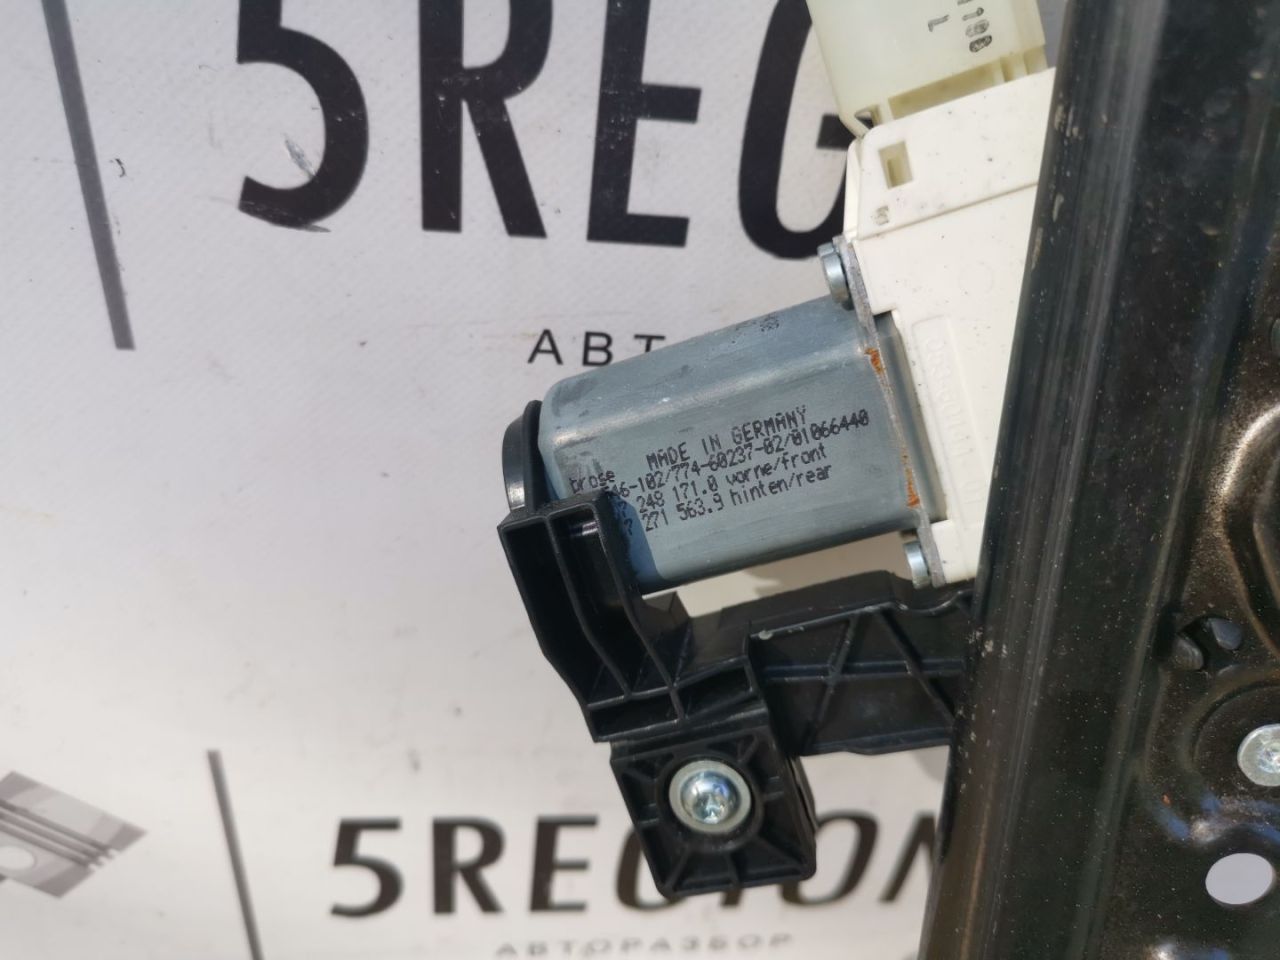 5REG
АВТ
MADE IN GERMANY
brose
46-102/774-60237-02/01066440
248 171.0 vorne/front
271 563.9 hinten/rear
5REGION
АВТОРАЗБОР